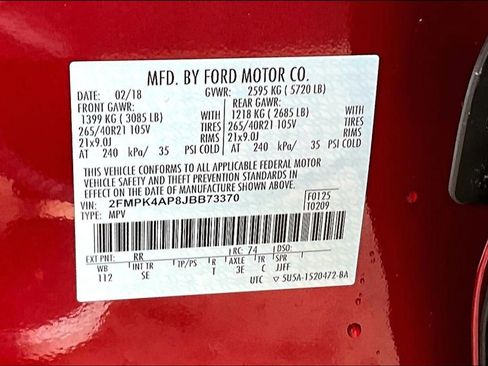 MFD. BY FORD MOTOR CO.
DATE: 02/18 GVWR: 2595 KG ( 5720 LB)
FRONT GAWR: REAR GAWR:
1399 KG ( 3085 LB) WITH 1218 KG ( 2685 LB) WITH
265/40R21 105V TIRES 265/40R21 105V TIRES
21x9.0J RIMS 21x9.0J RIMS
AT 240 kPa/ 35 PSI COLD AT 240 kPa/ 35 PSI COLD
THIS VEHICLE CONFORMS TO ALL APPLICABLE FEDERAL MOTOR
VEHICLE SAFETY, BUMPER, AND THEFT PREVENTION STANDARDS IN
EFFECT ON THE DATE OF MANUFACTURE SHOWN ABOVE.
VIN: 2FMPK4AP8JBB73370 F0125
TYPE: MPV T0209
EXT PNT: RR RC: 74 DSO:
WB INT TR TP/PS R AXLE TR SPR
112 SE 1 3E C JJFF
UTC ▽ 5U5A-1520472-BA